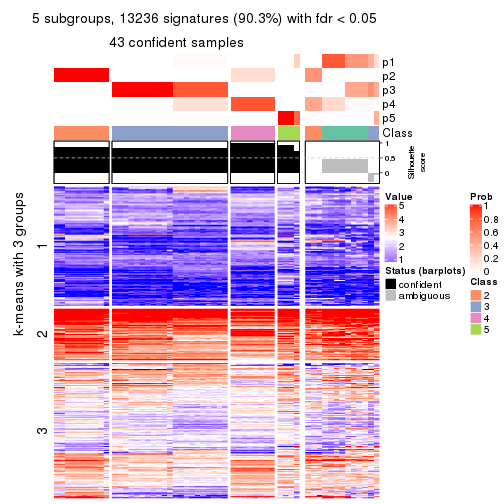 5 subgroups, 13236 signatures (90.3%) with fdr < 0.05
43 confident samples
p1
p2
p3
p4
p5
Class
1
0.5
0
Silhouette
score
k-means with 3 groups
1
2
3
Value
5
4
3
2
1
Status (barplots)
confident
ambiguous
Prob
1
0.8
0.6
0.4
0.2
0
Class
2
3
4
5